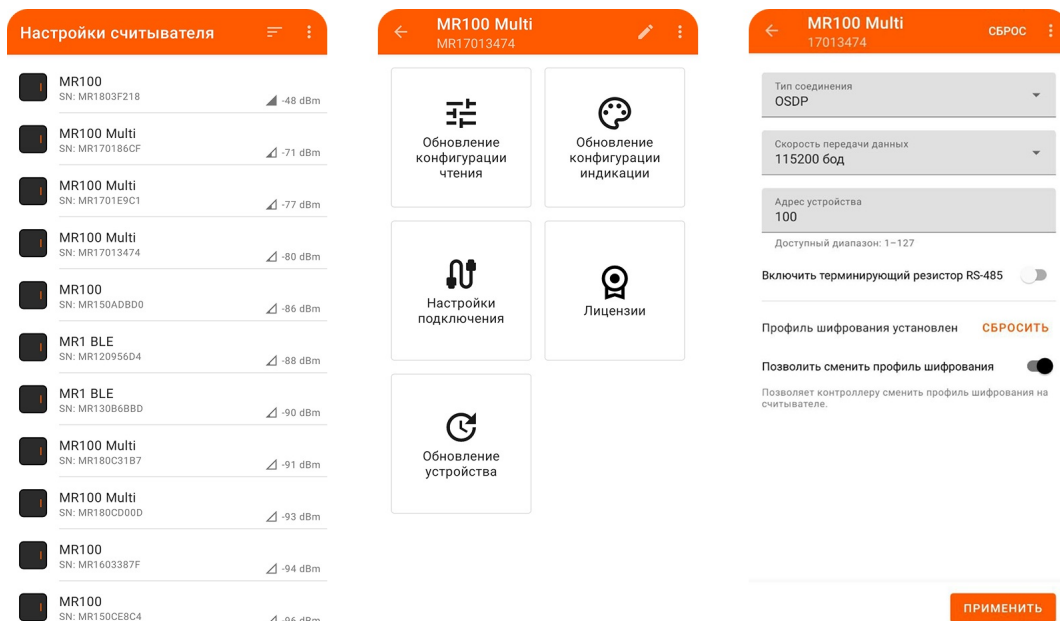 Настройки считывателя
MR100
SN: MR1803F218
-48 dBm
MR100 Multi
SN: MR170186CF
-71 dBm
MR100 Multi
SN: MR1701E9C1
-77 dBm
MR100 Multi
SN: MR17013474
-80 dBm
MR100
SN: MR150ADBD0
-86 dBm
MR1 BLE
SN: MR120956D4
-88 dBm
MR1 BLE
SN: MR130B6BBD
-90 dBm
MR100 Multi
SN: MR180C31B7
-91 dBm
MR100 Multi
SN: MR180CD00D
-93 dBm
MR100
SN: MR1603387F
-94 dBm
MR100
SN: MR150CE8C4
-96 dBm
MR100 Multi
MR17013474
Обновление
конфигурации
чтения
Обновление
конфигурации
индикации
Настройки
подключения
Лицензии
Обновление
устройства
MR100 Multi
17013474
СБРОС
Тип соединения
OSDP
Скорость передачи данных
115200 бод
Адрес устройства
100
Доступный диапазон: 1–127
Включить терминирующий резистор RS-485
Профиль шифрования установлен
СБРОСИТЬ
Позволить сменить профиль шифрования
Позволяет контроллеру сменить профиль шифрования на
считывателе.
ПРИМЕНИТЬ